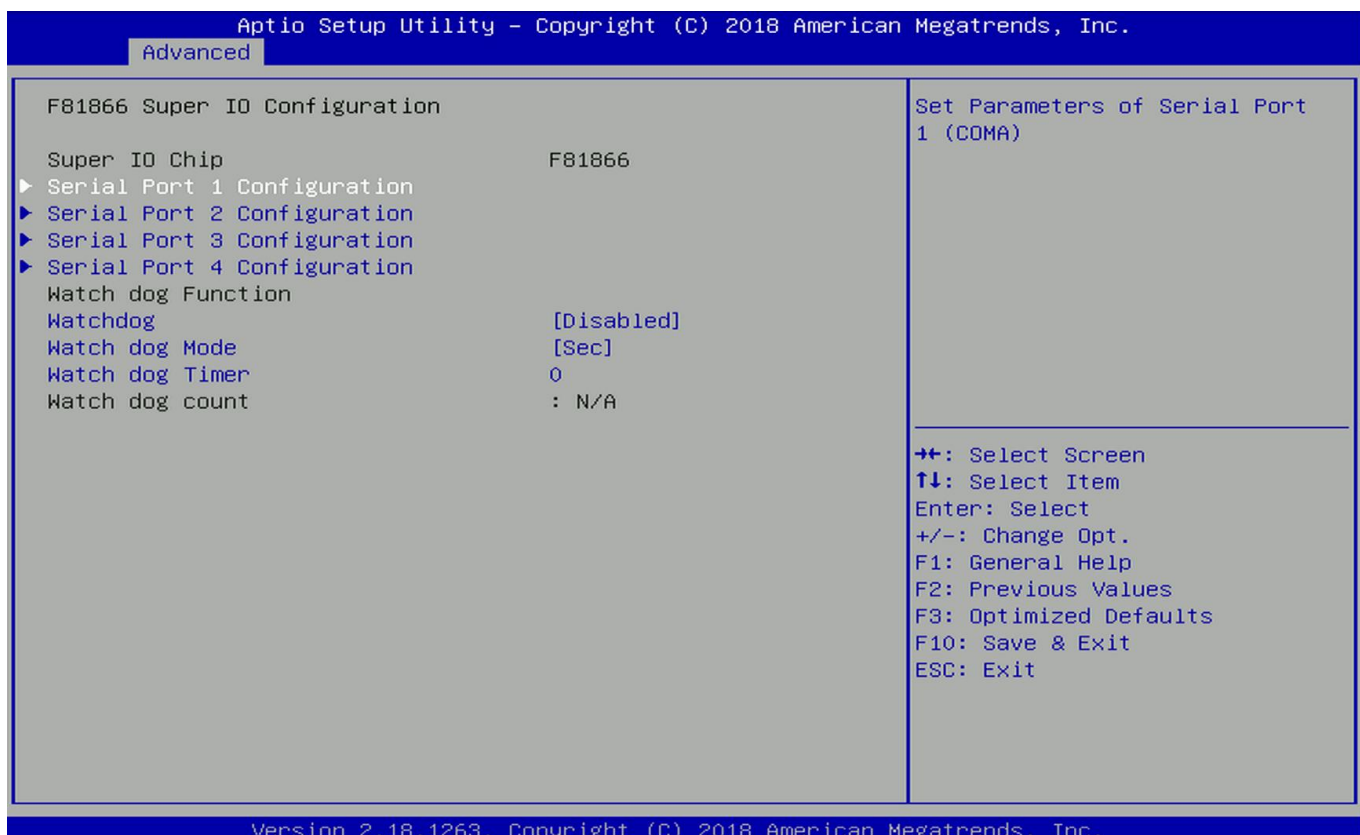 Aptio Setup Utility – Copyright (C) 2018 American Megatrends, Inc.
Advanced
F81866 Super IO Configuration
Super IO Chip F81866
▶ Serial Port 1 Configuration
▶ Serial Port 2 Configuration
▶ Serial Port 3 Configuration
▶ Serial Port 4 Configuration
Watch dog Function
Watchdog [Disabled]
Watch dog Mode [Sec]
Watch dog Timer 0
Watch dog count : N/A
Set Parameters of Serial Port
1 (COMA)
→←: Select Screen
↑↓: Select Item
Enter: Select
+/-: Change Opt.
F1: General Help
F2: Previous Values
F3: Optimized Defaults
F10: Save & Exit
ESC: Exit
Version 2.18.1263. Copyright (C) 2018 American Megatrends, Inc.